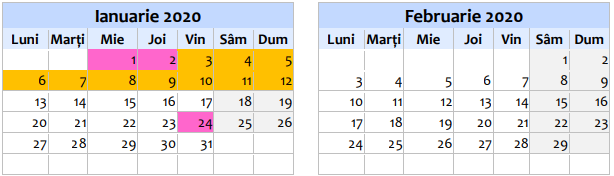 Ianuarie 2020
Luni Marți Mie Joi Vin Sâm Dum
1 2 3 4 5
6 7 8 9 10 11 12
13 14 15 16 17 18 19
20 21 22 23 24 25 26
27 28 29 30 31
Februarie 2020
Luni Marți Mie Joi Vin Sâm Dum
1 2
3 4 5 6 7 8 9
10 11 12 13 14 15 16
17 18 19 20 21 22 23
24 25 26 27 28 29